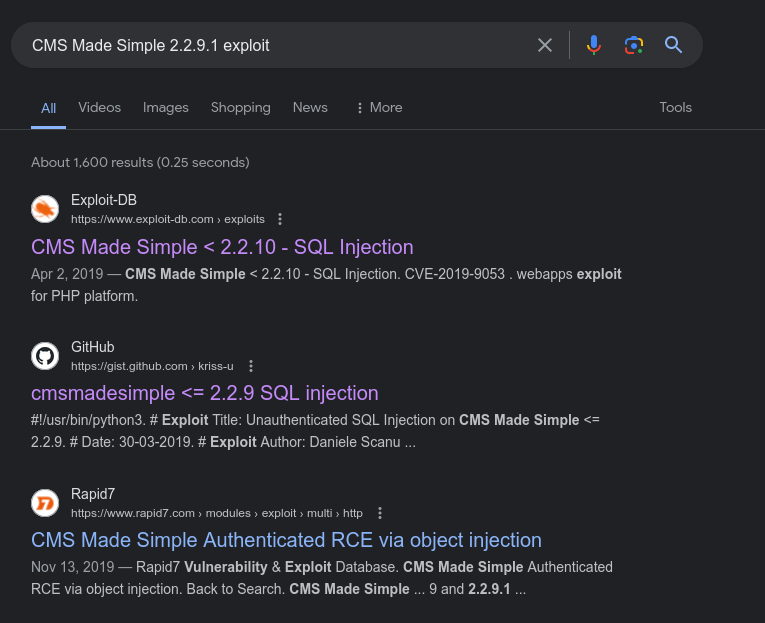 CMS Made Simple 2.2.9.1 exploit
All Videos Images Shopping News More Tools
About 1,600 results (0.25 seconds)
Exploit-DB
https://www.exploit-db.com › exploits
CMS Made Simple < 2.2.10 - SQL Injection
Apr 2, 2019 — CMS Made Simple < 2.2.10 - SQL Injection. CVE-2019-9053 . webapps exploit
for PHP platform.
GitHub
https://gist.github.com › kriss-u
cmsmadesimple <= 2.2.9 SQL injection
#!/usr/bin/python3. # Exploit Title: Unauthenticated SQL Injection on CMS Made Simple <=
2.2.9. # Date: 30-03-2019. # Exploit Author: Daniele Scanu ...
Rapid7
https://www.rapid7.com › modules › exploit › multi › http
CMS Made Simple Authenticated RCE via object injection
Nov 13, 2019 — Rapid7 Vulnerability & Exploit Database. CMS Made Simple Authenticated
RCE via object injection. Back to Search. CMS Made Simple ... 9 and 2.2.9.1 ...